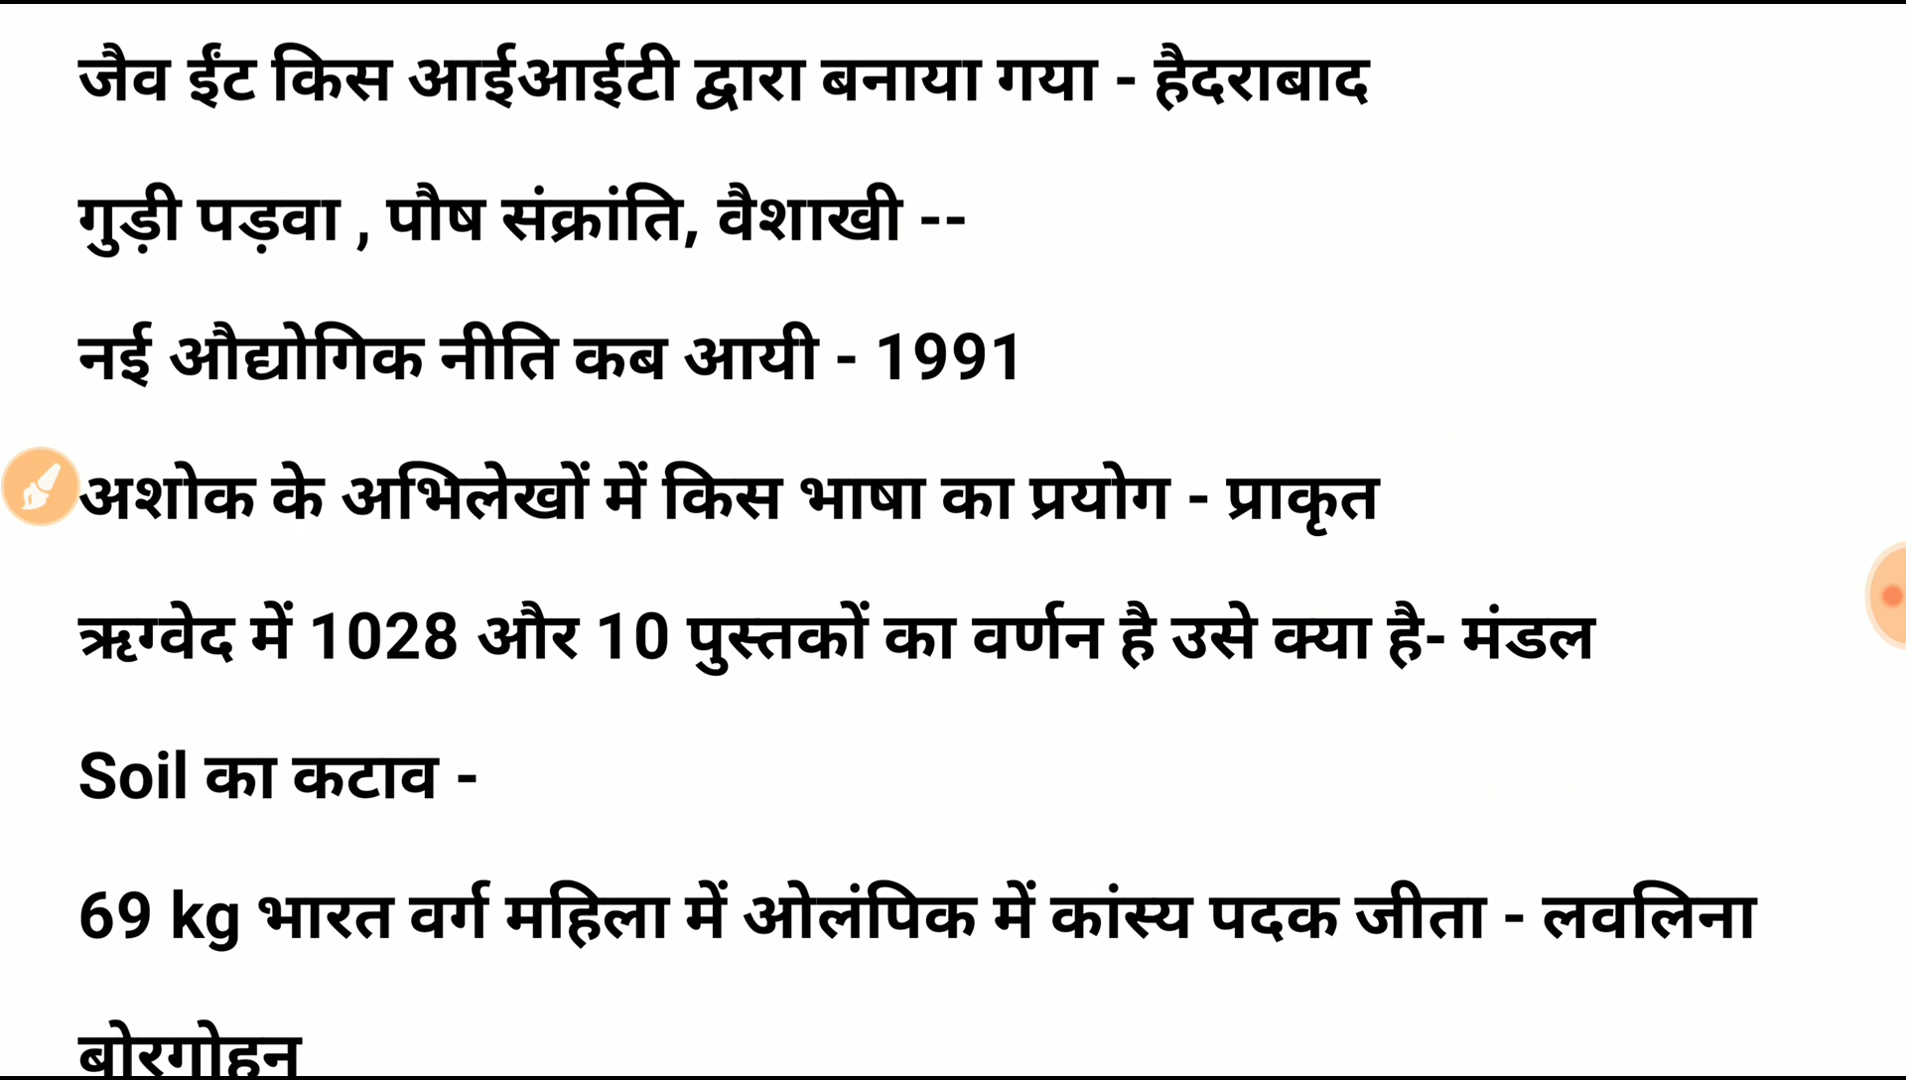 जैव ईंट किस आईआईटी द्वारा बनाया गया - हैदराबाद
गुड़ी पड़वा , पौष संक्रांति, वैशाखी --
नई औद्योगिक नीति कब आयी - 1991
अशोक के अभिलेखों में किस भाषा का प्रयोग - प्राकृत
ऋग्वेद में 1028 और 10 पुस्तकों का वर्णन है उसे क्या है- मंडल
Soil का कटाव -
69 kg भारत वर्ग महिला में ओलंपिक में कांस्य पदक जीता - लवलिना
बोरगोहन